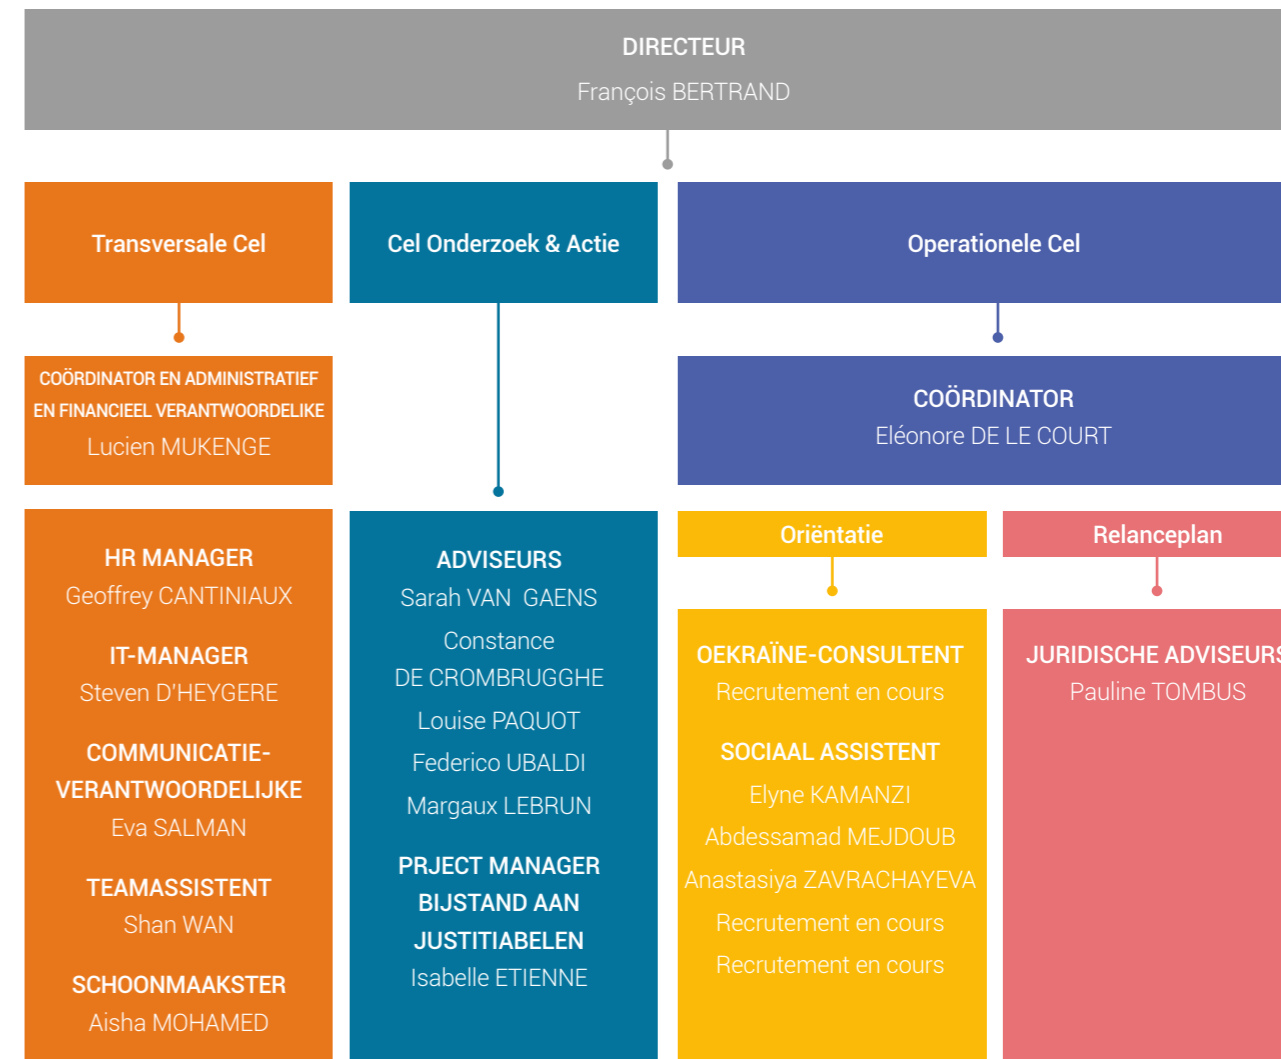 DIRECTEUR
François BERTRAND
Transversale Cel
Cel Onderzoek & Actie
Operationele Cel
COÖRDINATOR EN ADMINISTRATIEF
EN FINANCIEEL VERANTWOORDELIKE
Lucien MUKENGE
COÖRDINATOR
Eléonore DE LE COURT
HR MANAGER
Geoffrey CANTINIAUX
IT-MANAGER
Steven D'HEYGERE
COMMUNICATIE-
VERANTWOORDELIJKE
Eva SALMAN
TEAMASSISTENT
Shan WAN
SCHOONMAAKSTER
Aisha MOHAMED
ADVISEURS
Sarah VAN GAENS
Constance
DE CROMBRUGGHE
Louise PAQUOT
Federico UBALDI
Margaux LEBRUN
PRJECT MANAGER
BIJSTAND AAN
JUSTITIABELEN
Isabelle ETIENNE
Oriëntatie
OEKRAÏNE-CONSULTENT
Recrutement en cours
SOCIAAL ASSISTENT
Elyne KAMANZI
Abdessamad MEJDOUB
Anastasiya ZAVRACHAYEVA
Recrutement en cours
Recrutement en cours
Relanceplan
JURIDISCHE ADVISEURS
Pauline TOMBUS